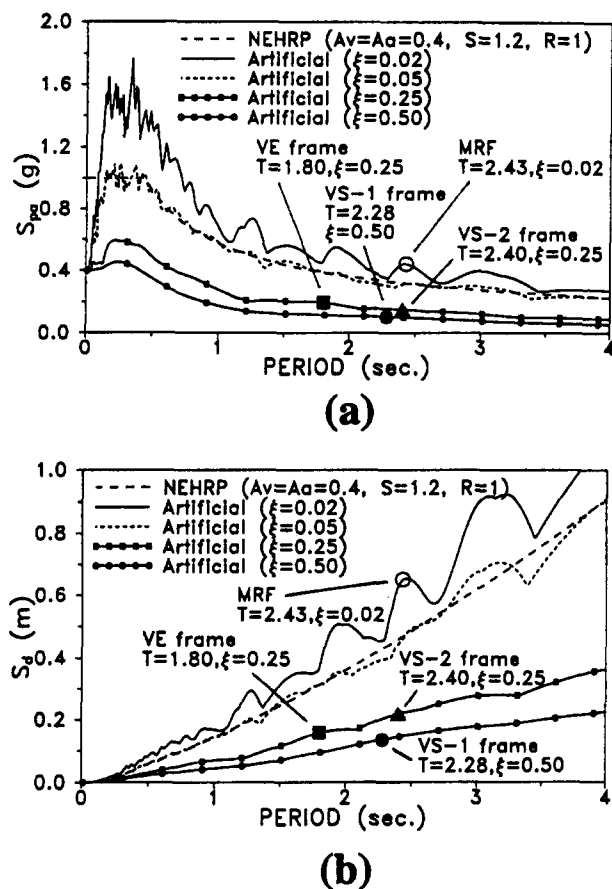 NEHRP (Av=Aa=0.4, S=1.2, R=1)
Artificial (ξ=0.02)
Artificial (ξ=0.05)
Artificial (ξ=0.25)
Artificial (ξ=0.50)
VE frame
T=1.80,ξ=0.25
MRF
T=2.43,ξ=0.02
VS-1 frame
T=2.28
ξ=0.50
VS-2 frame
T=2.40,ξ=0.25
2.0
1.6
1.2
0.8
0.4
0.0
Spa (g)
0 1 2 3 4
PERIOD (sec.)
(a)
NEHRP (Av=Aa=0.4, S=1.2, R=1)
Artificial (ξ=0.02)
Artificial (ξ=0.05)
Artificial (ξ=0.25)
Artificial (ξ=0.50)
MRF
T=2.43,ξ=0.02
VE frame
T=1.80,ξ=0.25
VS-2 frame
T=2.40,ξ=0.25
VS-1 frame
T=2.28,ξ=0.50
1.0
0.8
0.6
0.4
0.2
0.0
Sd (m)
0 1 2 3 4
PERIOD (sec.)
(b)